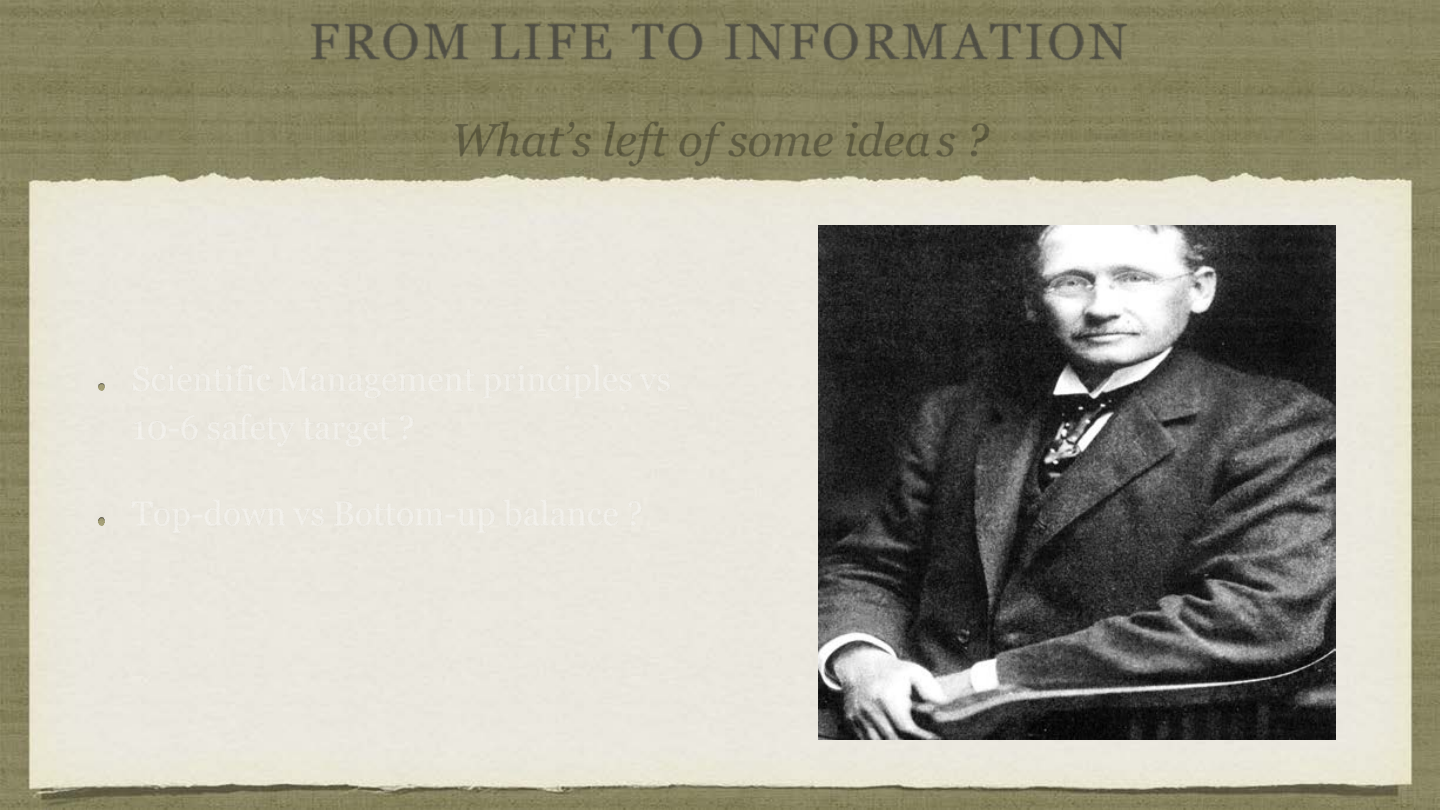 FROM LIFE TO INFORMATION
What's left of some ideas ?
• Scientific Management principles vs
10-6 safety target ?
• Top-down vs Bottom-up balance ?